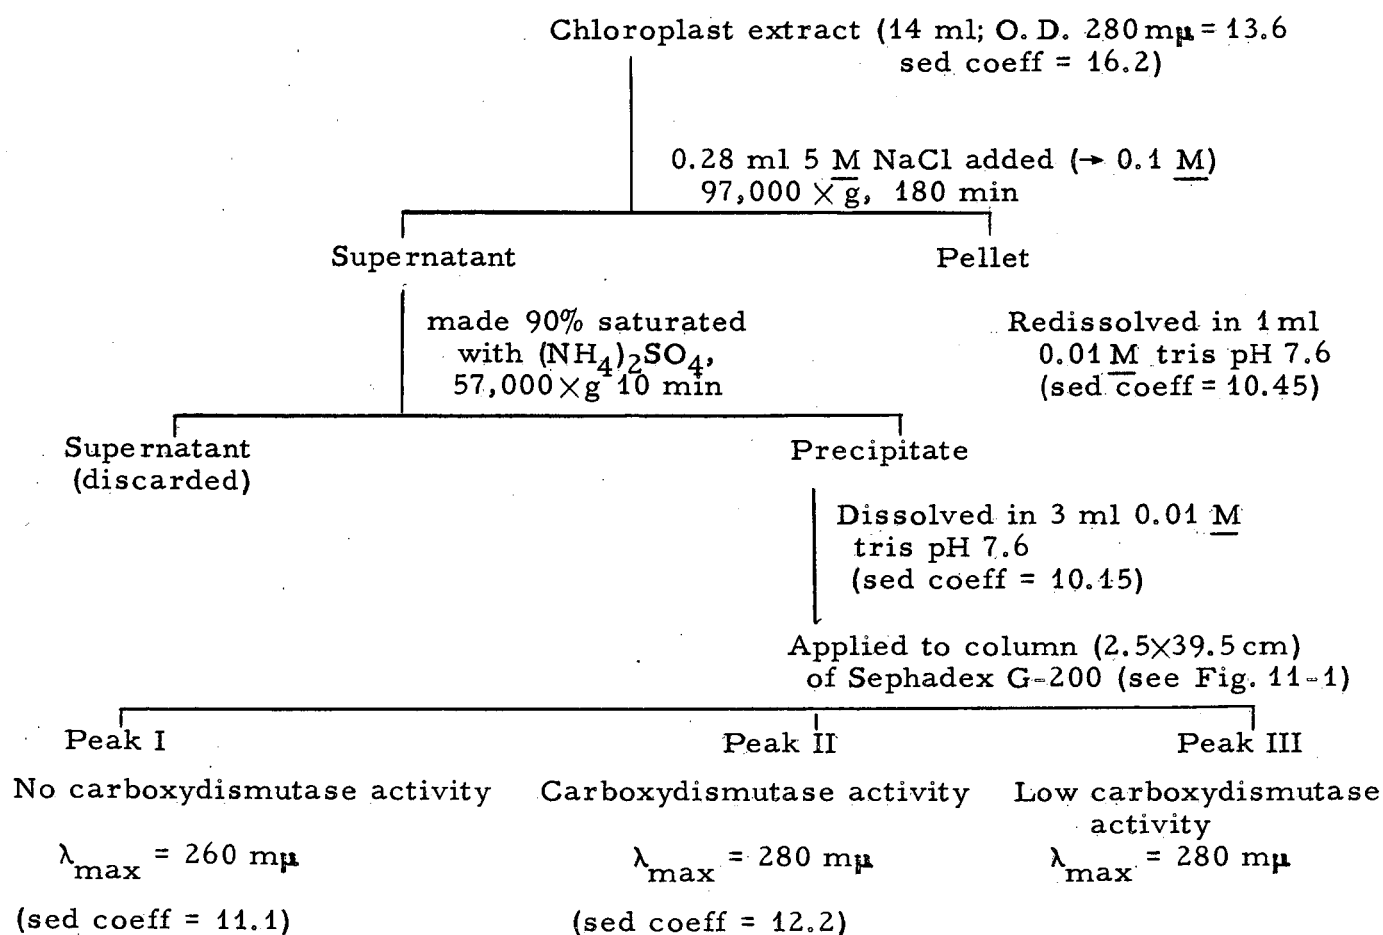 Chloroplast extract (14 ml; O. D. 280 mμ = 13.6
sed coeff = 16.2)
0.28 ml 5 M NaCl added (→ 0.1 M)
97,000 × g, 180 min
Supernatant
Pellet
made 90% saturated
with (NH4)2SO4,
57,000×g 10 min
Redissolved in 1 ml
0.01 M tris pH 7.6
(sed coeff = 10.45)
Supernatant
(discarded)
Precipitate
Dissolved in 3 ml 0.01 M
tris pH 7.6
(sed coeff = 10.15)
Applied to column (2.5×39.5 cm)
of Sephadex G-200 (see Fig. 11-1)
Peak I
Peak II
Peak III
No carboxydismutase activity
Carboxydismutase activity
Low carboxydismutase
activity
λmax = 260 mμ
λmax = 280 mμ
λmax = 280 mμ
(sed coeff = 11.1)
(sed coeff = 12.2)